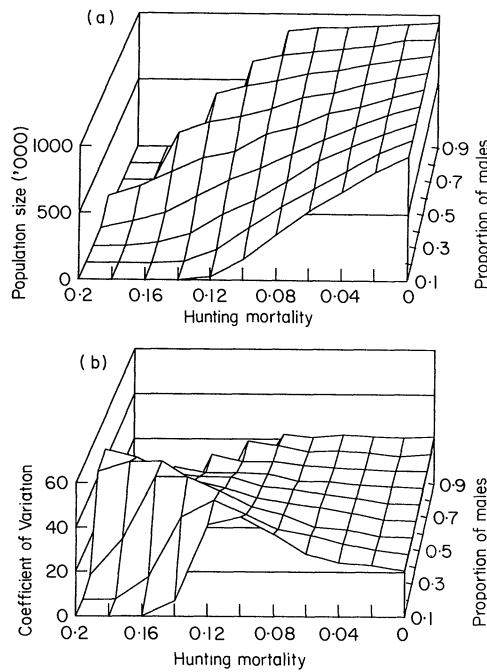 (a)
Population size ('000)
1000
500
0
0·2 0·16 0·12 0·08 0·04 0
Hunting mortality
0·9
0·7
0·5
0·3
0·1
Proportion of males
(b)
Coefficient of Variation
60
40
20
0
0·2 0·16 0·12 0·08 0·04 0
Hunting mortality
0·9
0·7
0·5
0·3
0·1
Proportion of males